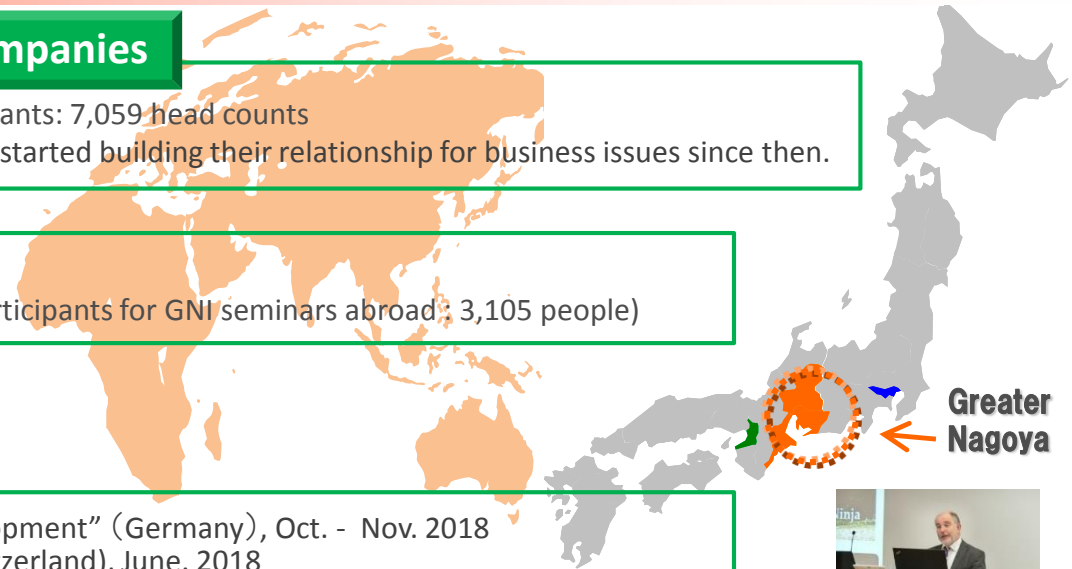 mpanies
ants: 7,059 head counts
started building their relationship for business issues since then.
rticipants for GNI seminars abroad : 3,105 people)
Greater
Nagoya
opment” （Germany）, Oct. - Nov. 2018
tzerland), June, 2018
Ninja